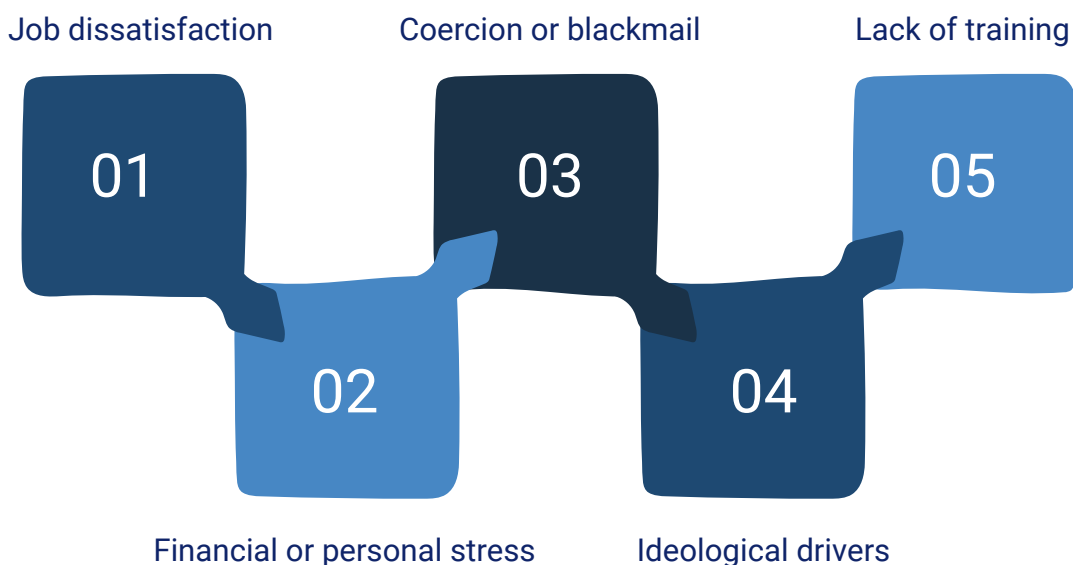 Job dissatisfaction
Coercion or blackmail
Lack of training
01
03
05
02
04
Financial or personal stress
Ideological drivers